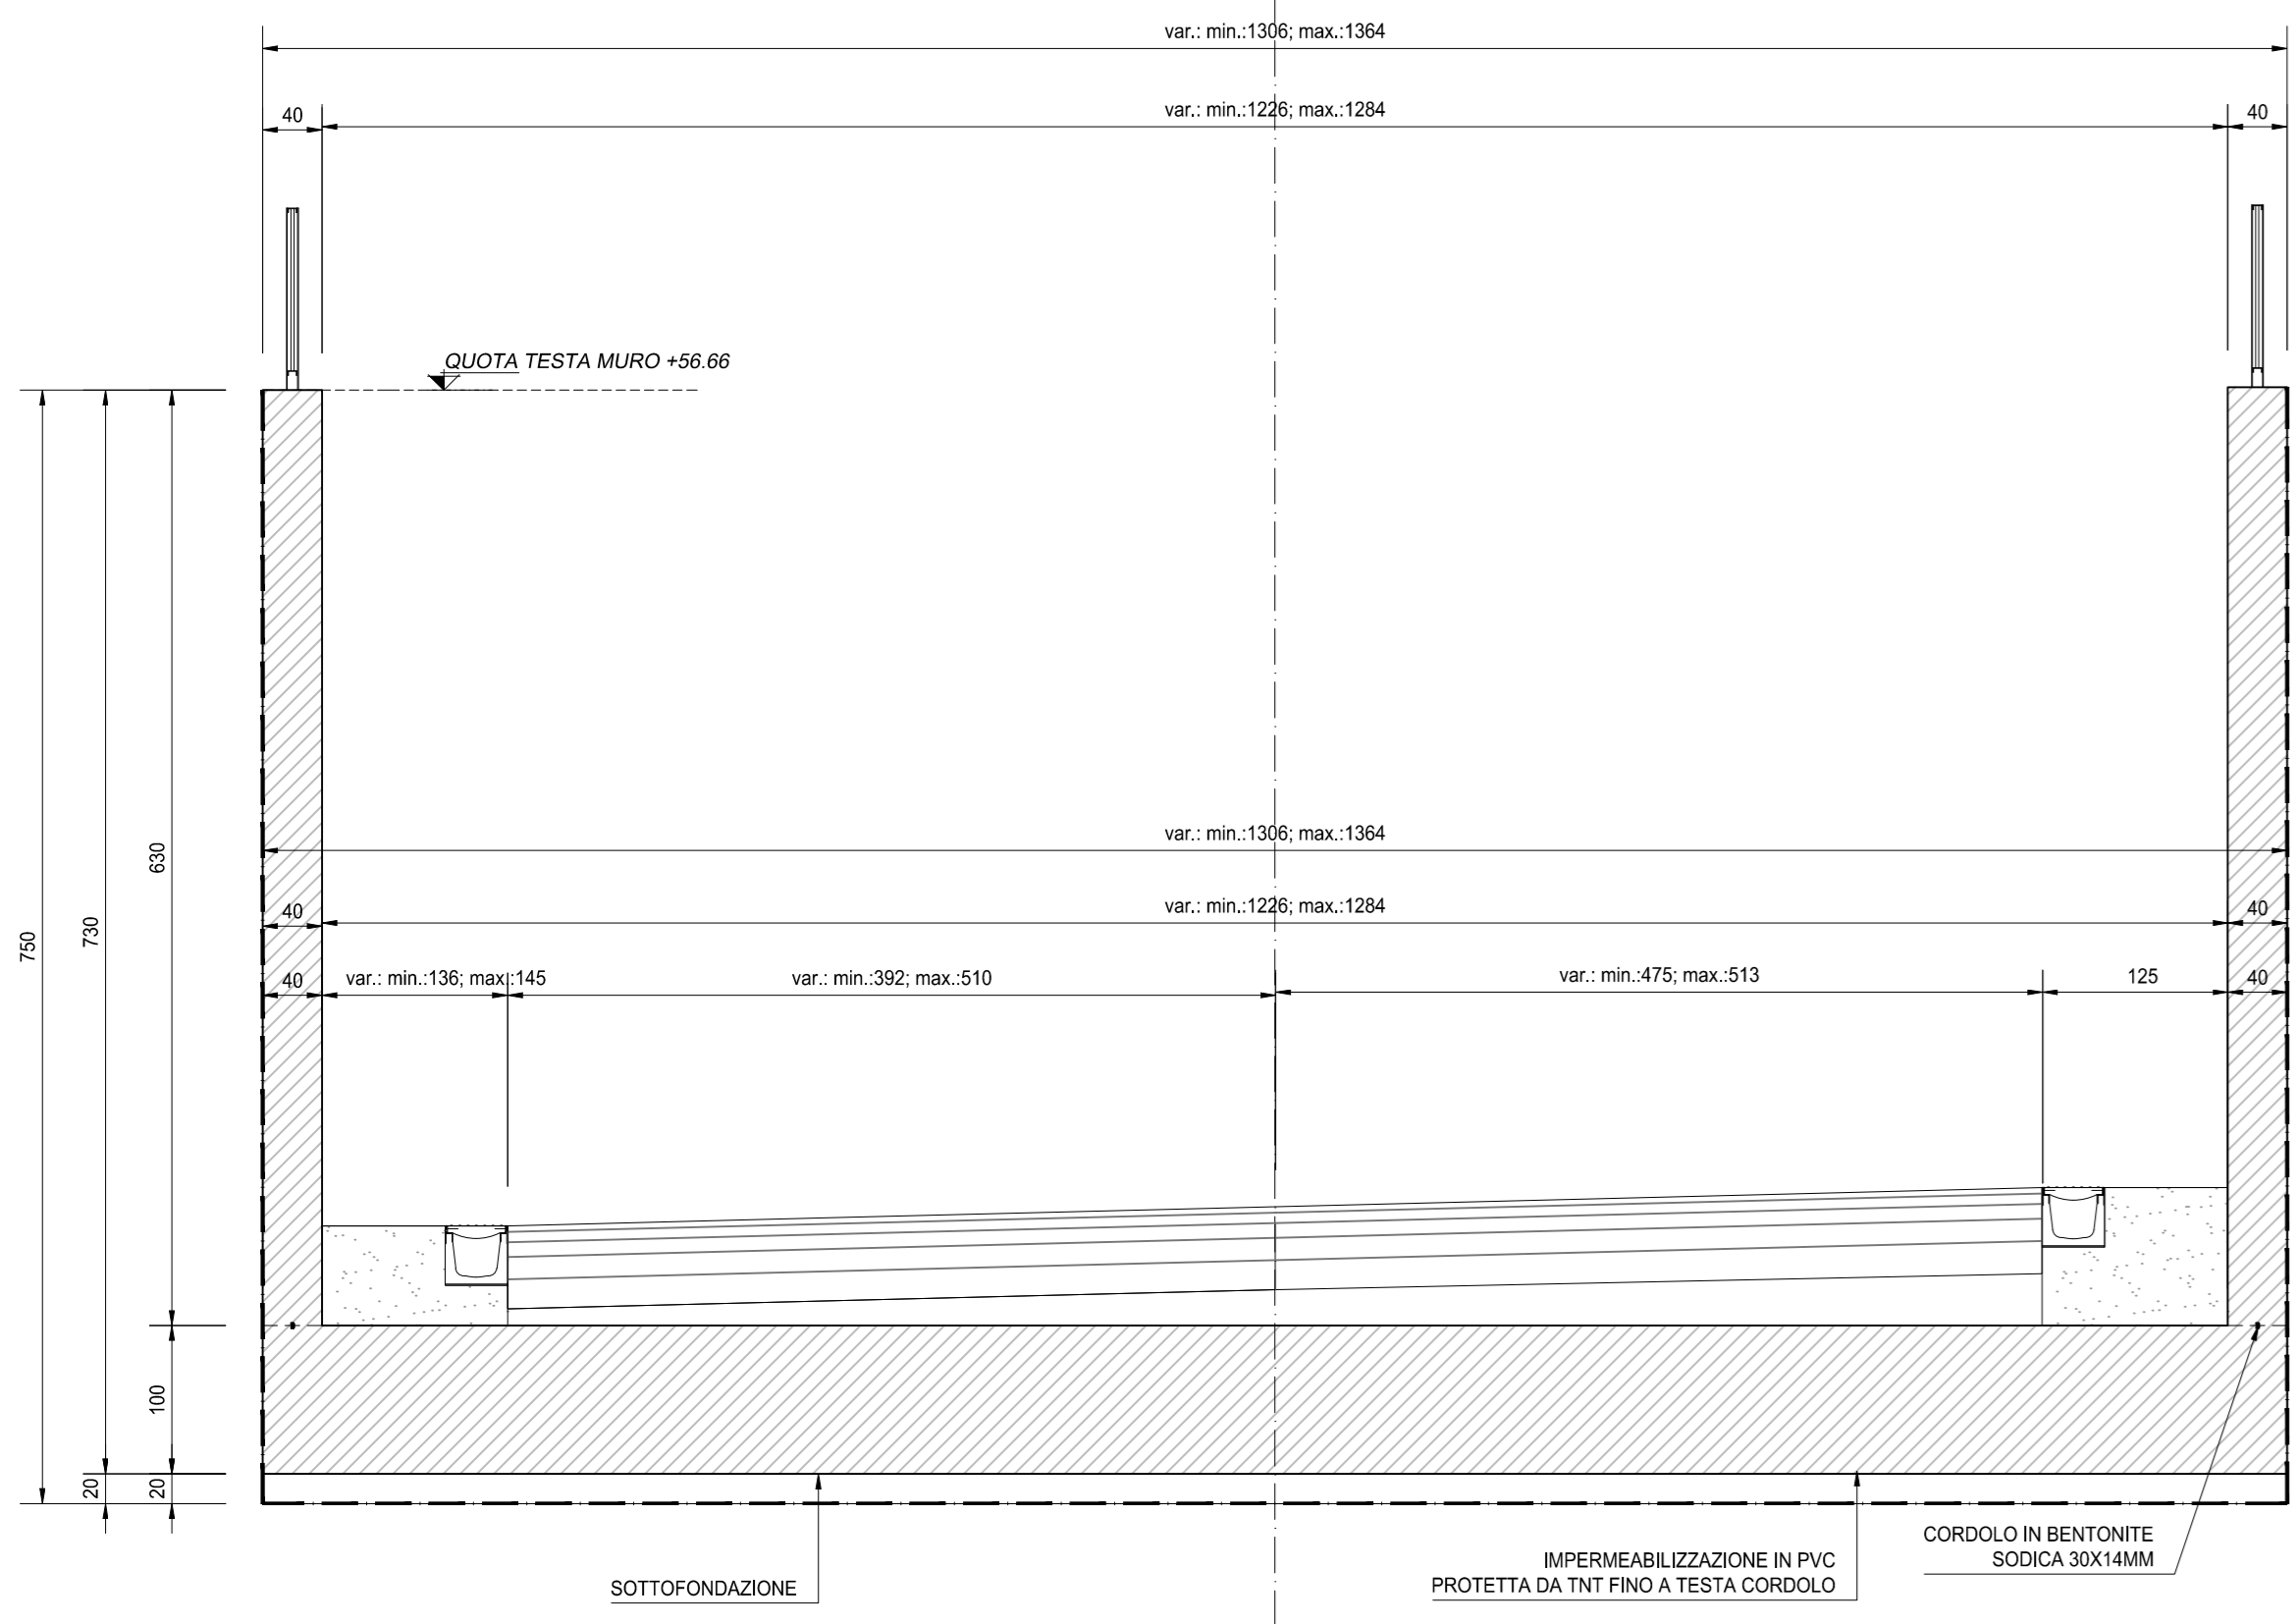 var.: min.:1306; max.:1364
40
var.: min.:1226; max.:1284
40
QUOTA TESTA MURO +56.66
var.: min.:1306; max.:1364
630
40
var.: min.:1226; max.:1284
40
730
750
40
var.: min.:136; max.:145
var.: min.:392; max.:510
var.: min.:475; max.:513
125
40
100
20
20
CORDOLO IN BENTONITE
SODICA 30X14MM
IMPERMEABILIZZAZIONE IN PVC
PROTETTA DA TNT FINO A TESTA CORDOLO
SOTTOFONDAZIONE